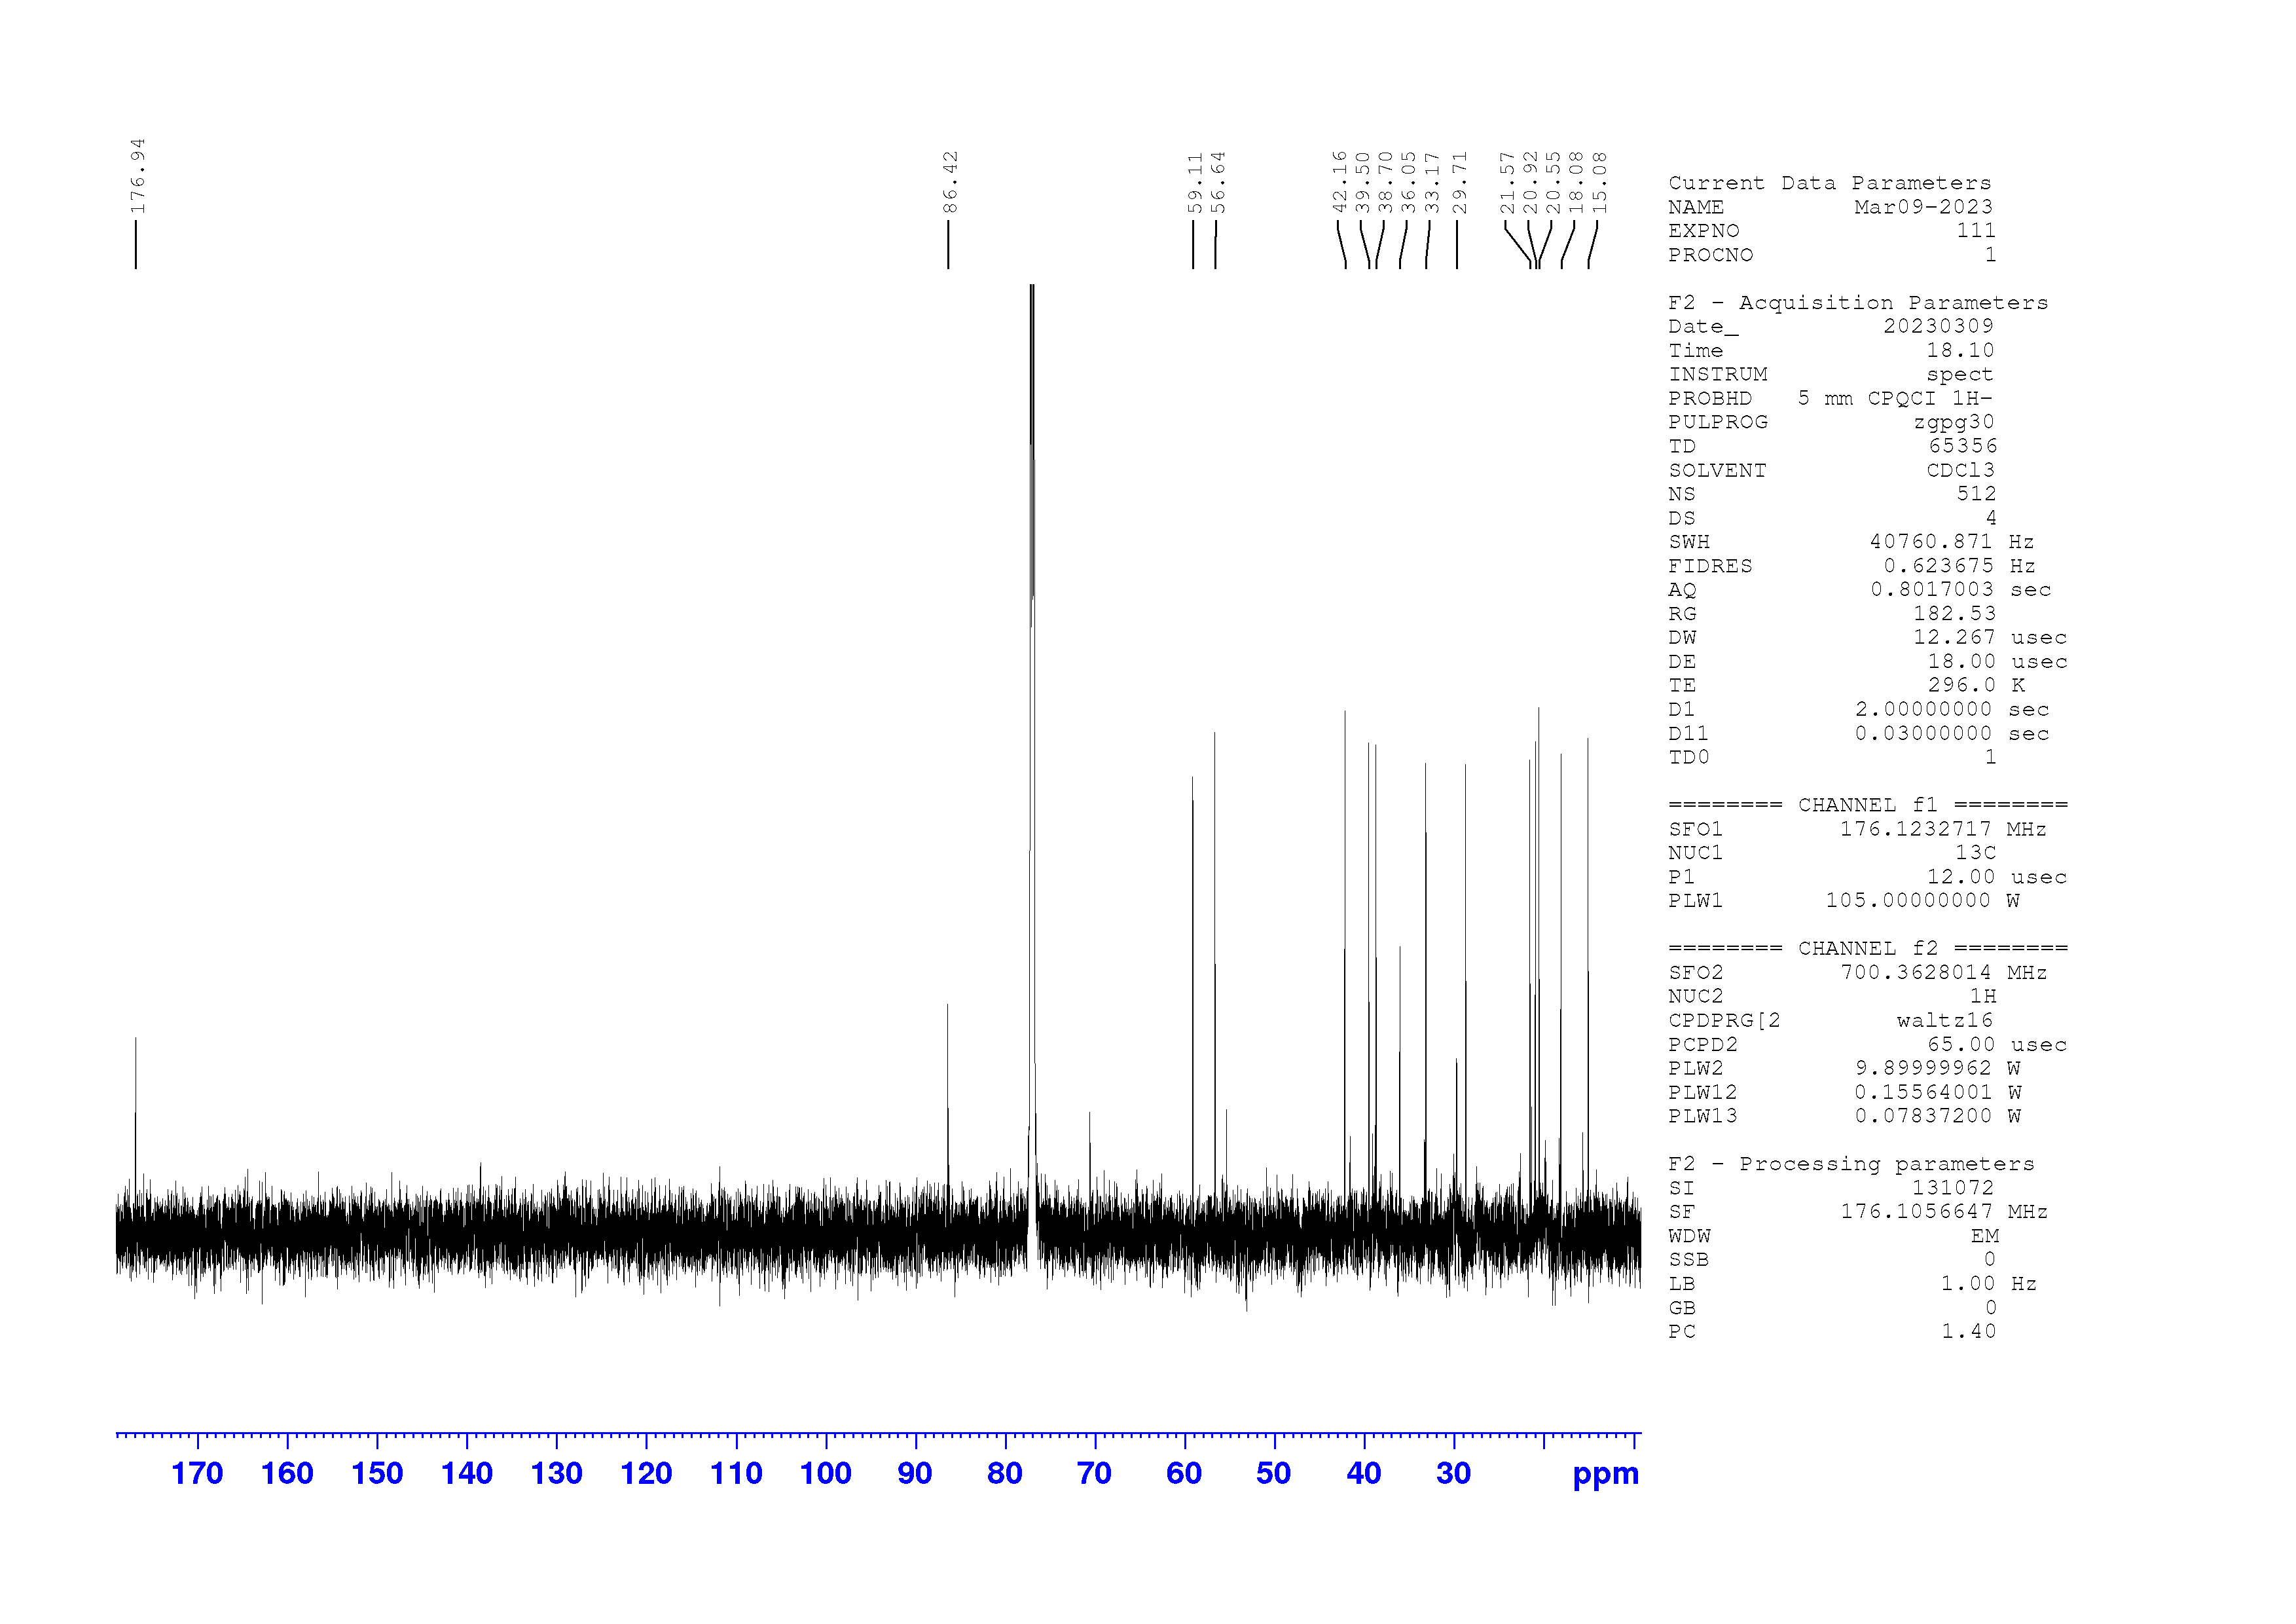 176.94
86.42
59.11
56.64
42.16
39.50
38.70
36.05
33.17
29.71
21.57
20.92
20.55
18.08
15.08
Current Data Parameters
NAME Mar09-2023
EXPNO 111
PROCNO 1
F2 - Acquisition Parameters
Date_ 20230309
Time 18.10
INSTRUM spect
PROBHD 5 mm CPQCI 1H-
PULPROG zgpg30
TD 65356
SOLVENT CDCl3
NS 512
DS 4
SWH 40760.871 Hz
FIDRES 0.623675 Hz
AQ 0.8017003 sec
RG 182.53
DW 12.267 usec
DE 18.00 usec
TE 296.0 K
D1 2.00000000 sec
D11 0.03000000 sec
TD0 1
======== CHANNEL f1 ========
SFO1 176.1232717 MHz
NUC1 13C
P1 12.00 usec
PLW1 105.00000000 W
======== CHANNEL f2 ========
SFO2 700.3628014 MHz
NUC2 1H
CPDPRG[2 waltz16
PCPD2 65.00 usec
PLW2 9.89999962 W
PLW12 0.15564001 W
PLW13 0.07837200 W
F2 - Processing parameters
SI 131072
SF 176.1056647 MHz
WDW EM
SSB 0
LB 1.00 Hz
GB 0
PC 1.40
170 160 150 140 130 120 110 100 90 80 70 60 50 40 30 ppm